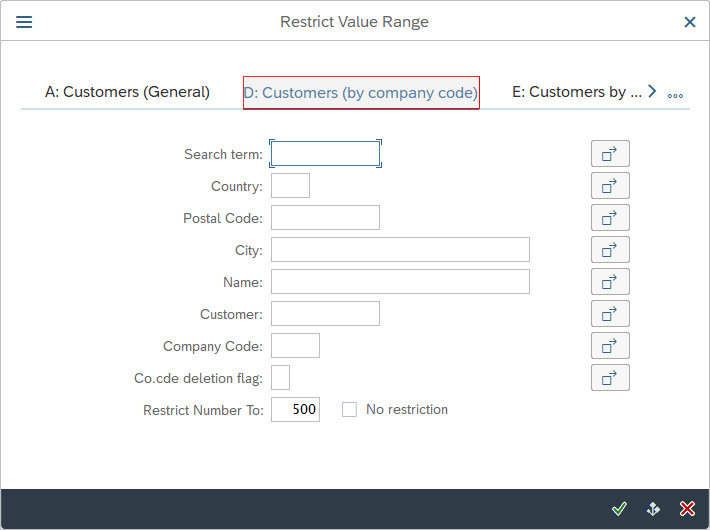 Restrict Value Range
A: Customers (General) D: Customers (by company code) E: Customers by ...
Search term:
Country:
Postal Code:
City:
Name:
Customer:
Company Code:
Co.cde deletion flag:
Restrict Number To: 500 No restriction